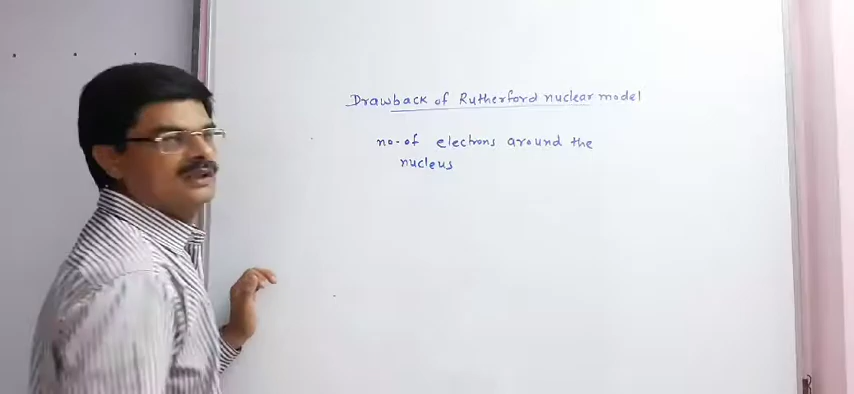 Drawback of Rutherford nuclear model
no. of electrons around the
nucleus